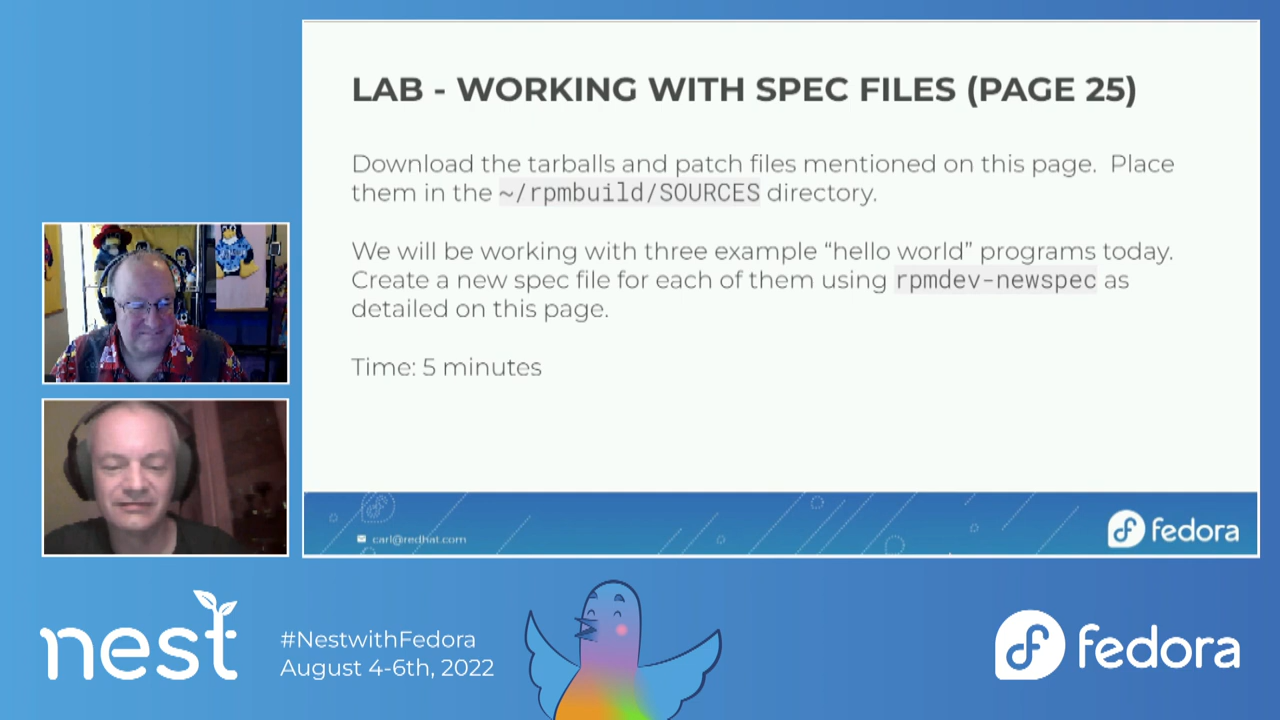 LAB - WORKING WITH SPEC FILES (PAGE 25)
Download the tarballs and patch files mentioned on this page.  Place
them in the ~/rpmbuild/SOURCES directory.
We will be working with three example “hello world” programs today.
Create a new spec file for each of them using rpmdev-newspec as
detailed on this page.
Time: 5 minutes
carl@redhat.com
fedora
nest
#NestwithFedora
August 4-6th, 2022
fedora